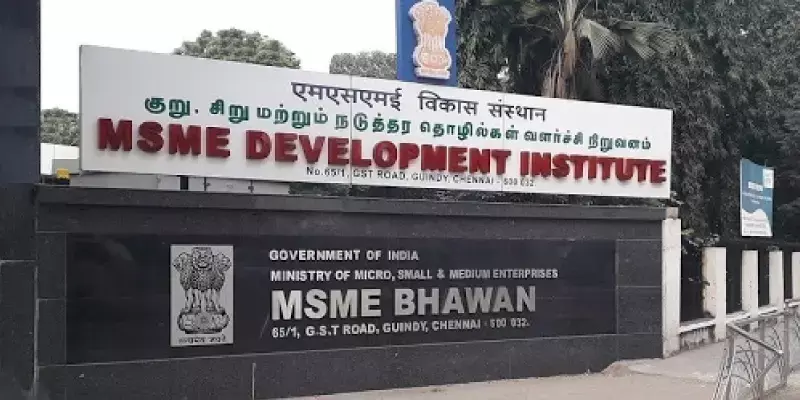 एमएसएमई विकास संस्थान
குறு, சிறு மற்றும் நடுத்தர தொழில்கள் வளர்ச்சி நிறுவனம்
MSME DEVELOPMENT INSTITUTE
No.65/1, GST ROAD, GUINDY, CHENNAI - 600 032.
GOVERNMENT OF INDIA
MINISTRY OF MICRO, SMALL & MEDIUM ENTERPRISES
MSME BHAWAN
65/1, G.S.T ROAD, GUINDY, CHENNAI - 600 032.
सत्यमेव जयते